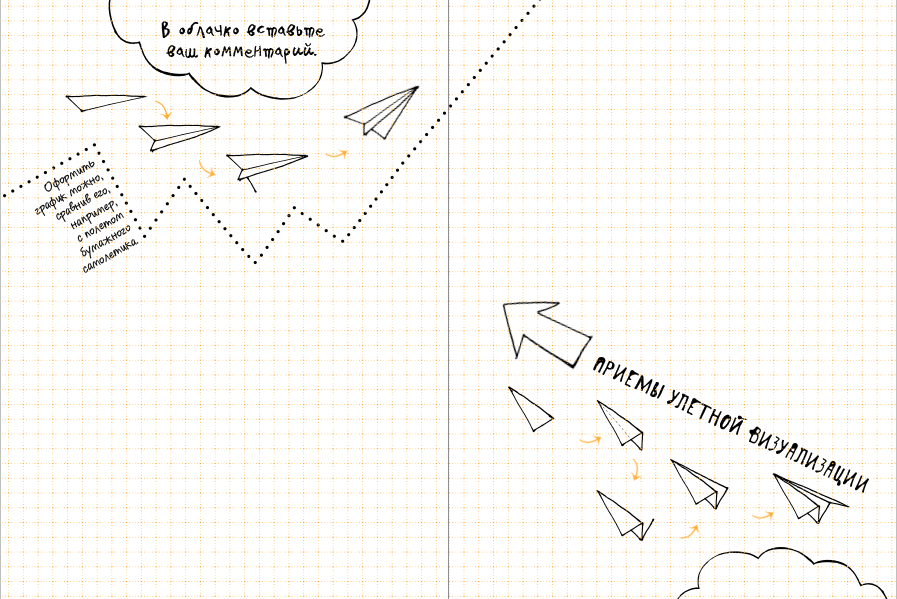 В облачко вставьте
ваш комментарий.
Оформить
график можно,
сравнив его,
например,
с полетом
бумажного
самолетика
ПРИЕМЫ УЛЕТНОЙ ВИЗУАЛИЗАЦИИ